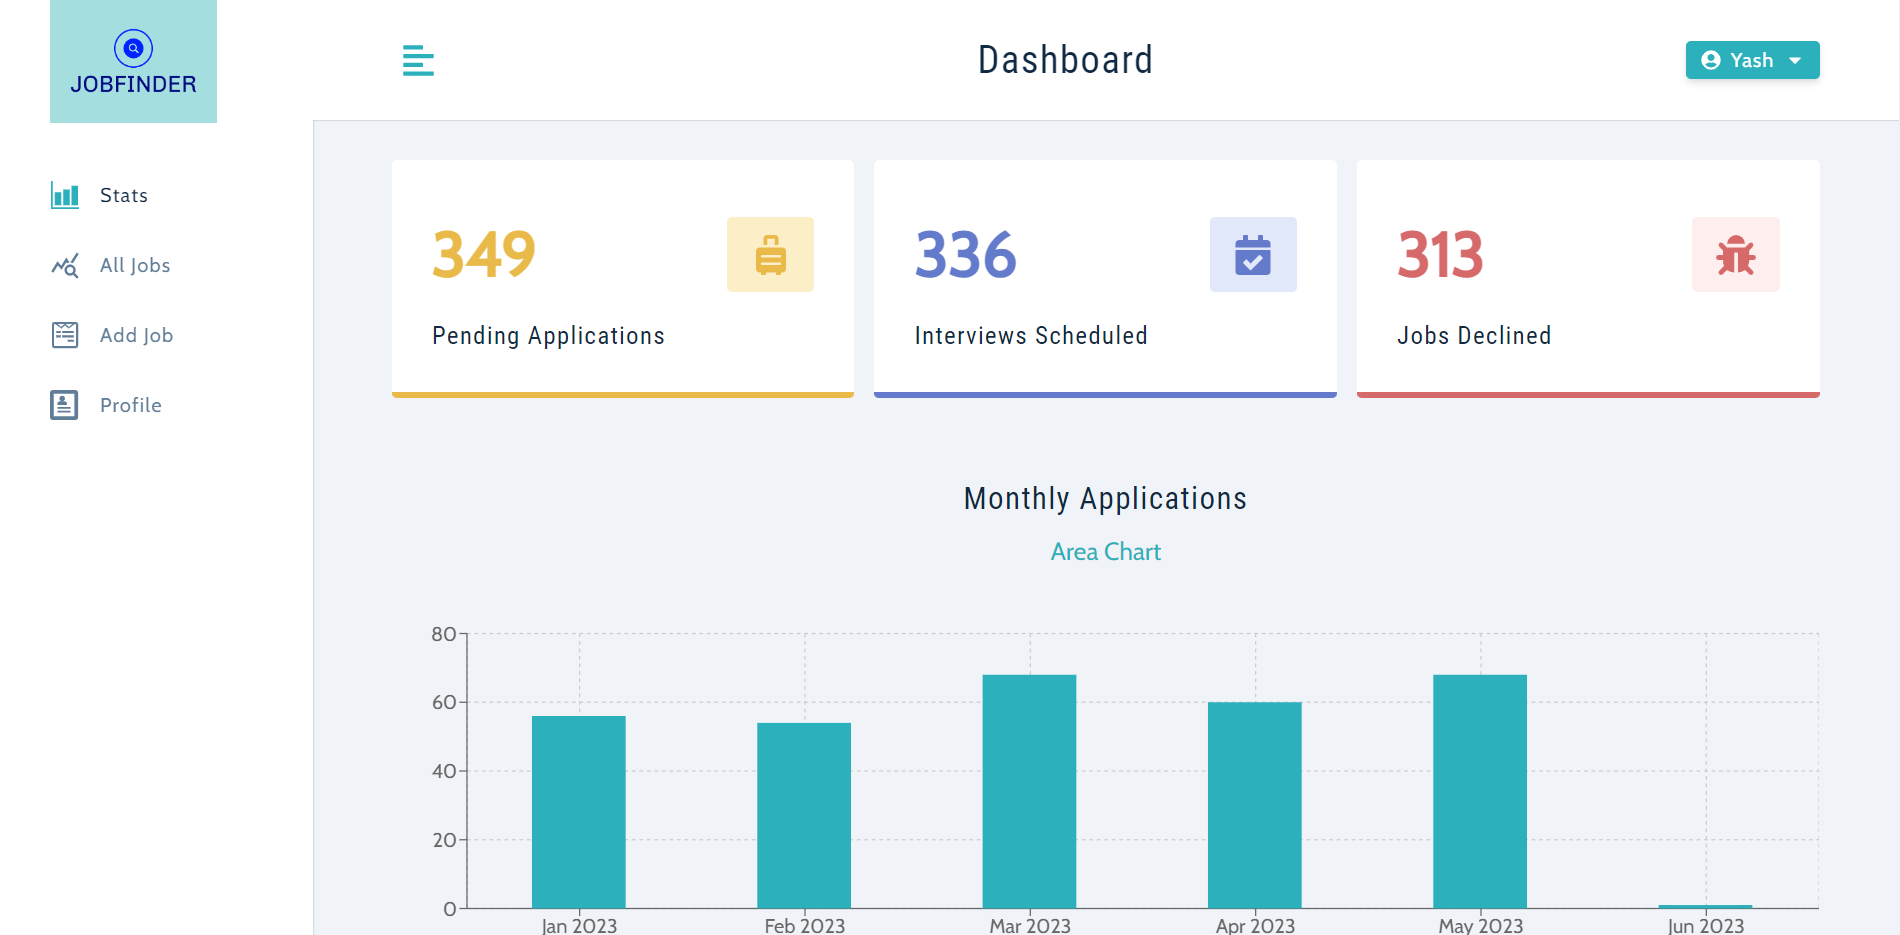 JOBFINDER
Dashboard
Yash
Stats
All Jobs
Add Job
Profile
349
Pending Applications
336
Interviews Scheduled
313
Jobs Declined
Monthly Applications
Area Chart
80
60
40
20
0
Jan 2023 Feb 2023 Mar 2023 Apr 2023 May 2023 Jun 2023